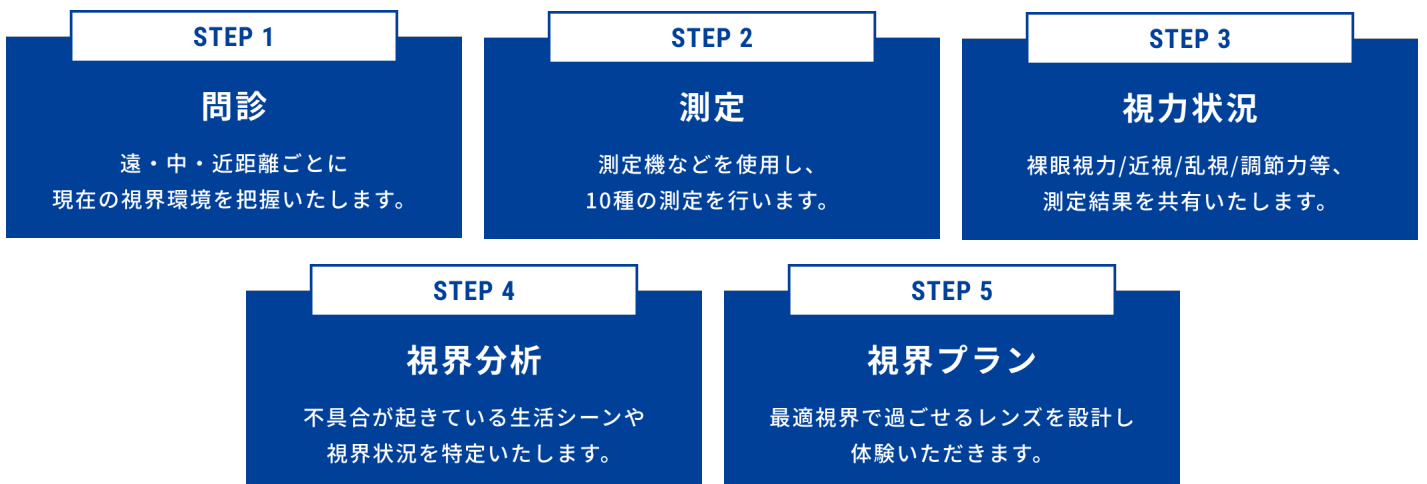 STEP 1
問診
遠・中・近距離ごとに
現在の視界環境を把握いたします。
STEP 2
測定
測定機などを使用し、
10種の測定を行います。
STEP 3
視力状況
裸眼視力/近視/乱視/調節力等、
測定結果を共有いたします。
STEP 4
視界分析
不具合が起きている生活シーンや
視界状況を特定いたします。
STEP 5
視界プラン
最適視界で過ごせるレンズを設計し
体験いただきます。